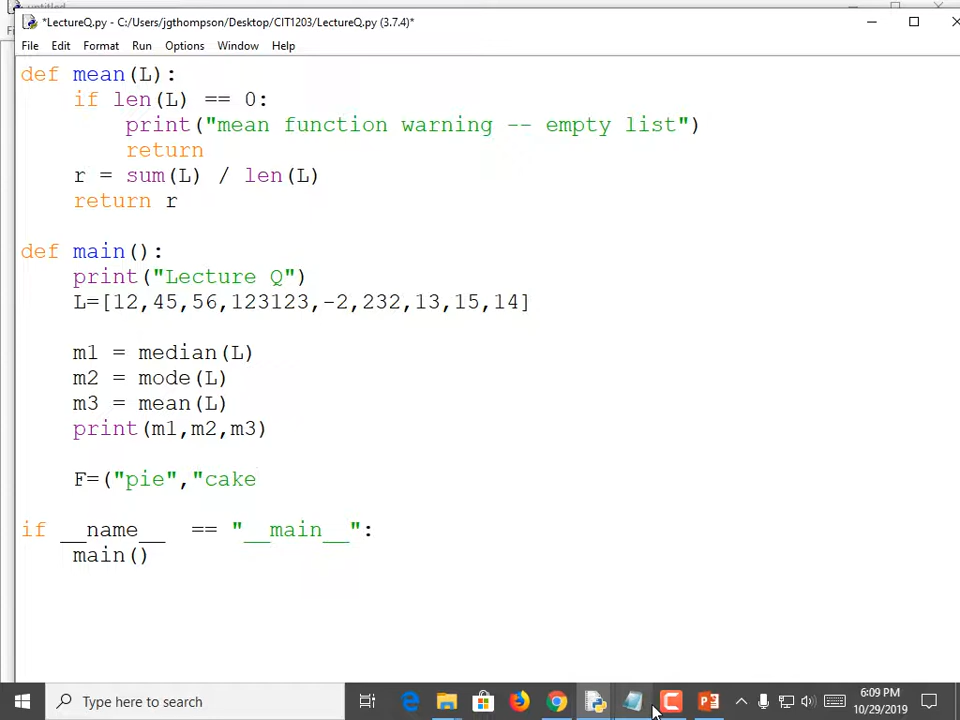 untitled
*LectureQ.py - C:/Users/jgthompson/Desktop/CIT1203/LectureQ.py (3.7.4)*
File Edit Format Run Options Window Help
def mean(L):
    if len(L) == 0:
        print("mean function warning -- empty list")
        return
    r = sum(L) / len(L)
    return r
def main():
    print("Lecture Q")
    L=[12,45,56,123123,-2,232,13,15,14]
    m1 = median(L)
    m2 = mode(L)
    m3 = mean(L)
    print(m1,m2,m3)
    F=("pie","cake
if __name__  == "__main__":
    main()
Type here to search
6:09 PM
10/29/2019